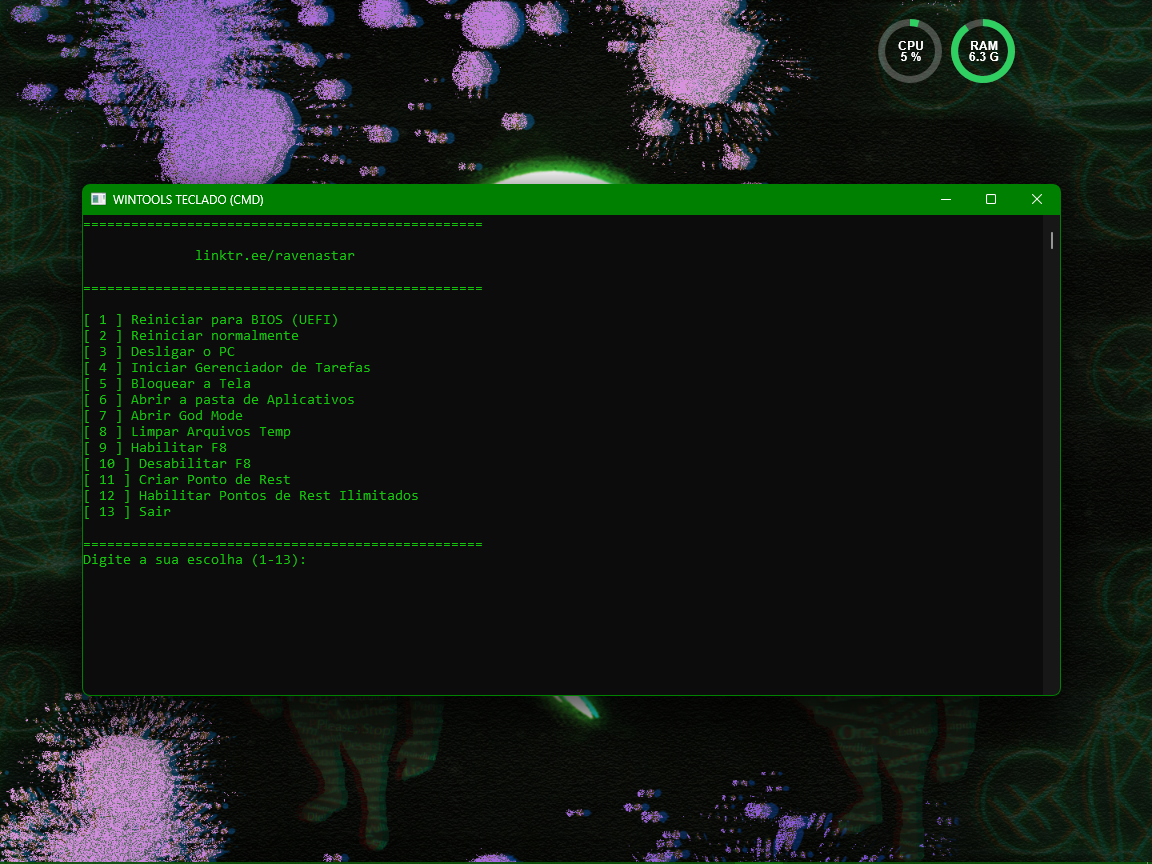 CPU
5 %
RAM
6.3 G
WINTOOLS TECLADO (CMD)
==================================================
linktr.ee/ravenastar
==================================================
[ 1 ] Reiniciar para BIOS (UEFI)
[ 2 ] Reiniciar normalmente
[ 3 ] Desligar o PC
[ 4 ] Iniciar Gerenciador de Tarefas
[ 5 ] Bloquear a Tela
[ 6 ] Abrir a pasta de Aplicativos
[ 7 ] Abrir God Mode
[ 8 ] Limpar Arquivos Temp
[ 9 ] Habilitar F8
[ 10 ] Desabilitar F8
[ 11 ] Criar Ponto de Rest
[ 12 ] Habilitar Pontos de Rest Ilimitados
[ 13 ] Sair
==================================================
Digite a sua escolha (1-13):